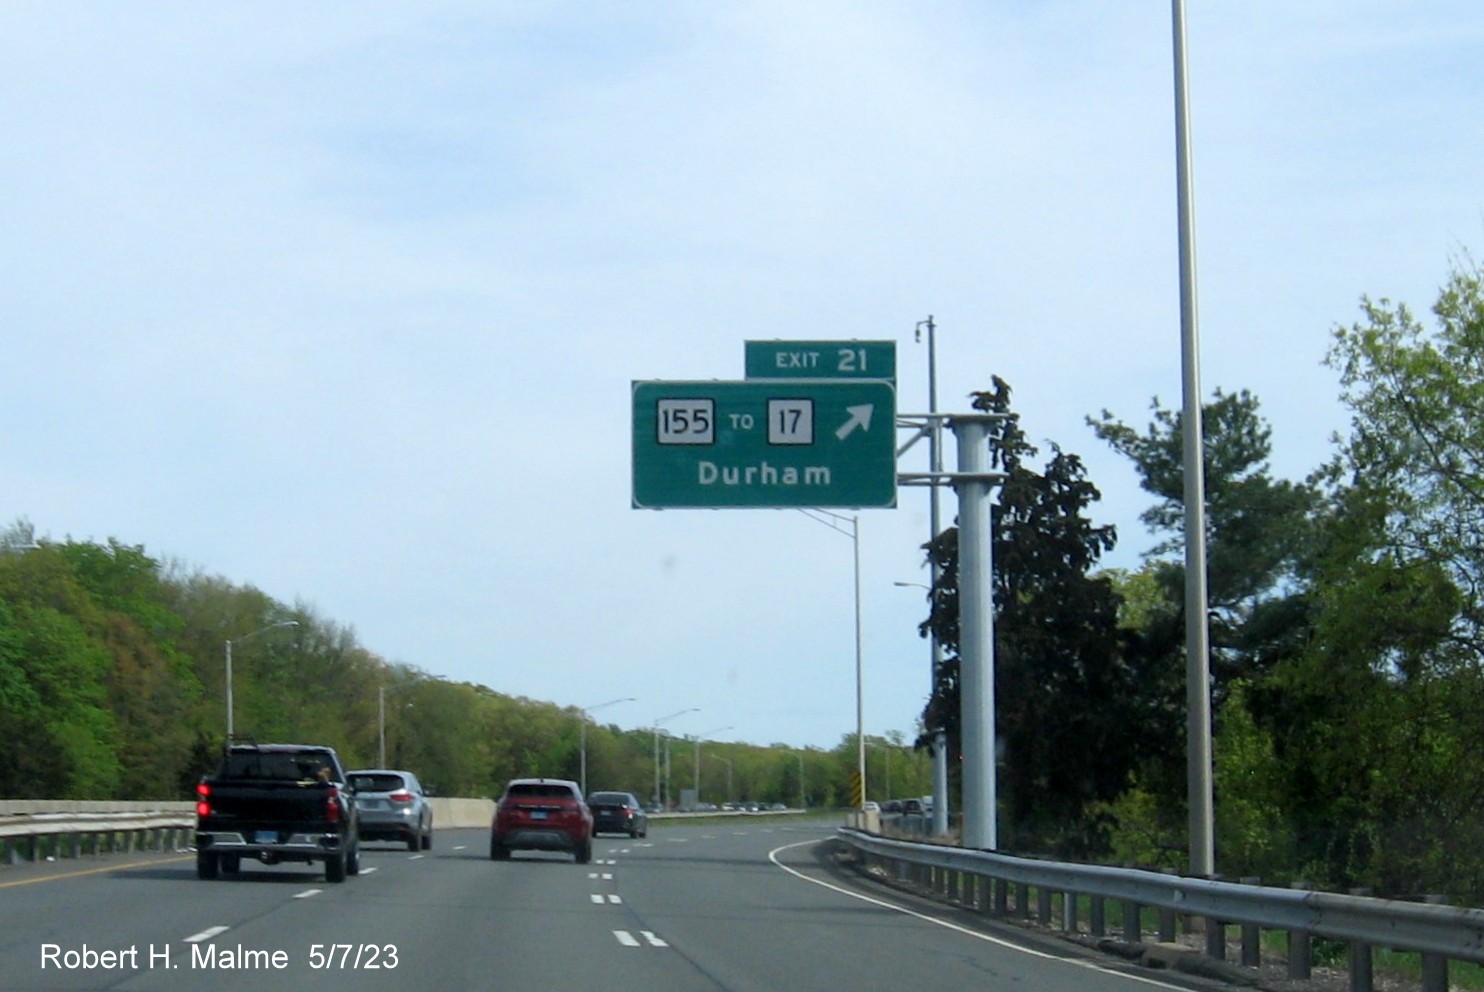 EXIT 21
155 TO 17
Durham
Robert H. Malme 5/7/23